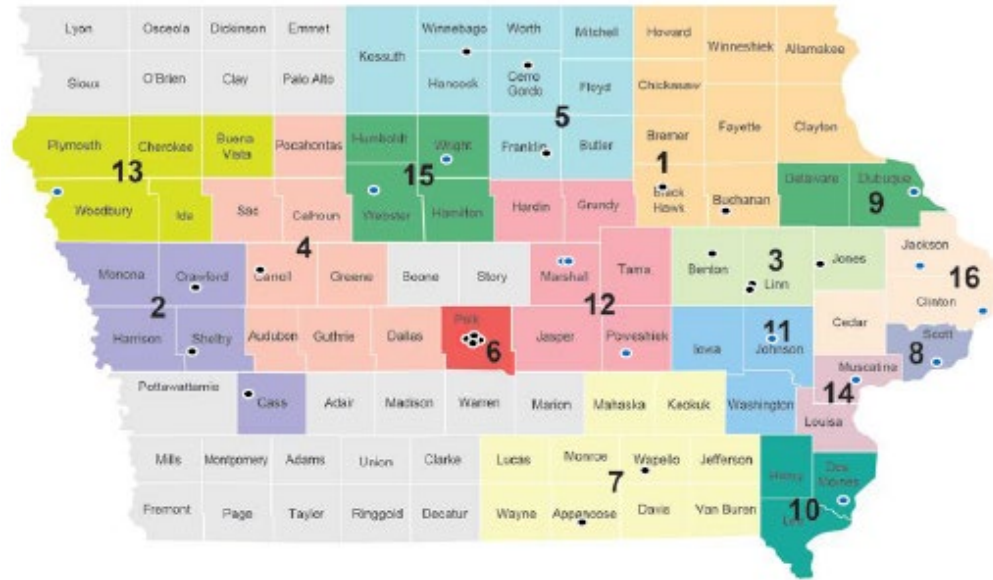 Lyon Osceola Dickinson Emmet Winnebago Worth Mitchell Howard Winneshiek Allamakee
Kossuth
Sioux O'Brien Clay Palo Alto Hancock Cerro Gordo Floyd Chickasaw
5
Plymouth Cherokee Buena Vista Pocahontas Humboldt Wright Franklin Butler Bremer Fayette Clayton
13 15 1
Woodbury Ida Sac Calhoun Webster Hamilton Hardin Grundy Black Hawk Buchanan Delaware Dubuque
4 9
Monona Crawford Carroll Greene Boone Story Marshall Tama Benton Linn Jones Jackson
3 16
2 12 Clinton
Harrison Shelby Audubon Guthrie Dallas Polk Jasper Poweshiek Iowa Johnson Cedar Scott
6 11 8
Pottawattamie Cass Adair Madison Warren Marion Mahaska Keokuk Washington Muscatine
14
Louisa
Mills Montgomery Adams Union Clarke Lucas Monroe Wapello Jefferson Henry Des Moines
7 10
Fremont Page Taylor Ringgold Decatur Wayne Appanoose Davis Van Buren Lee